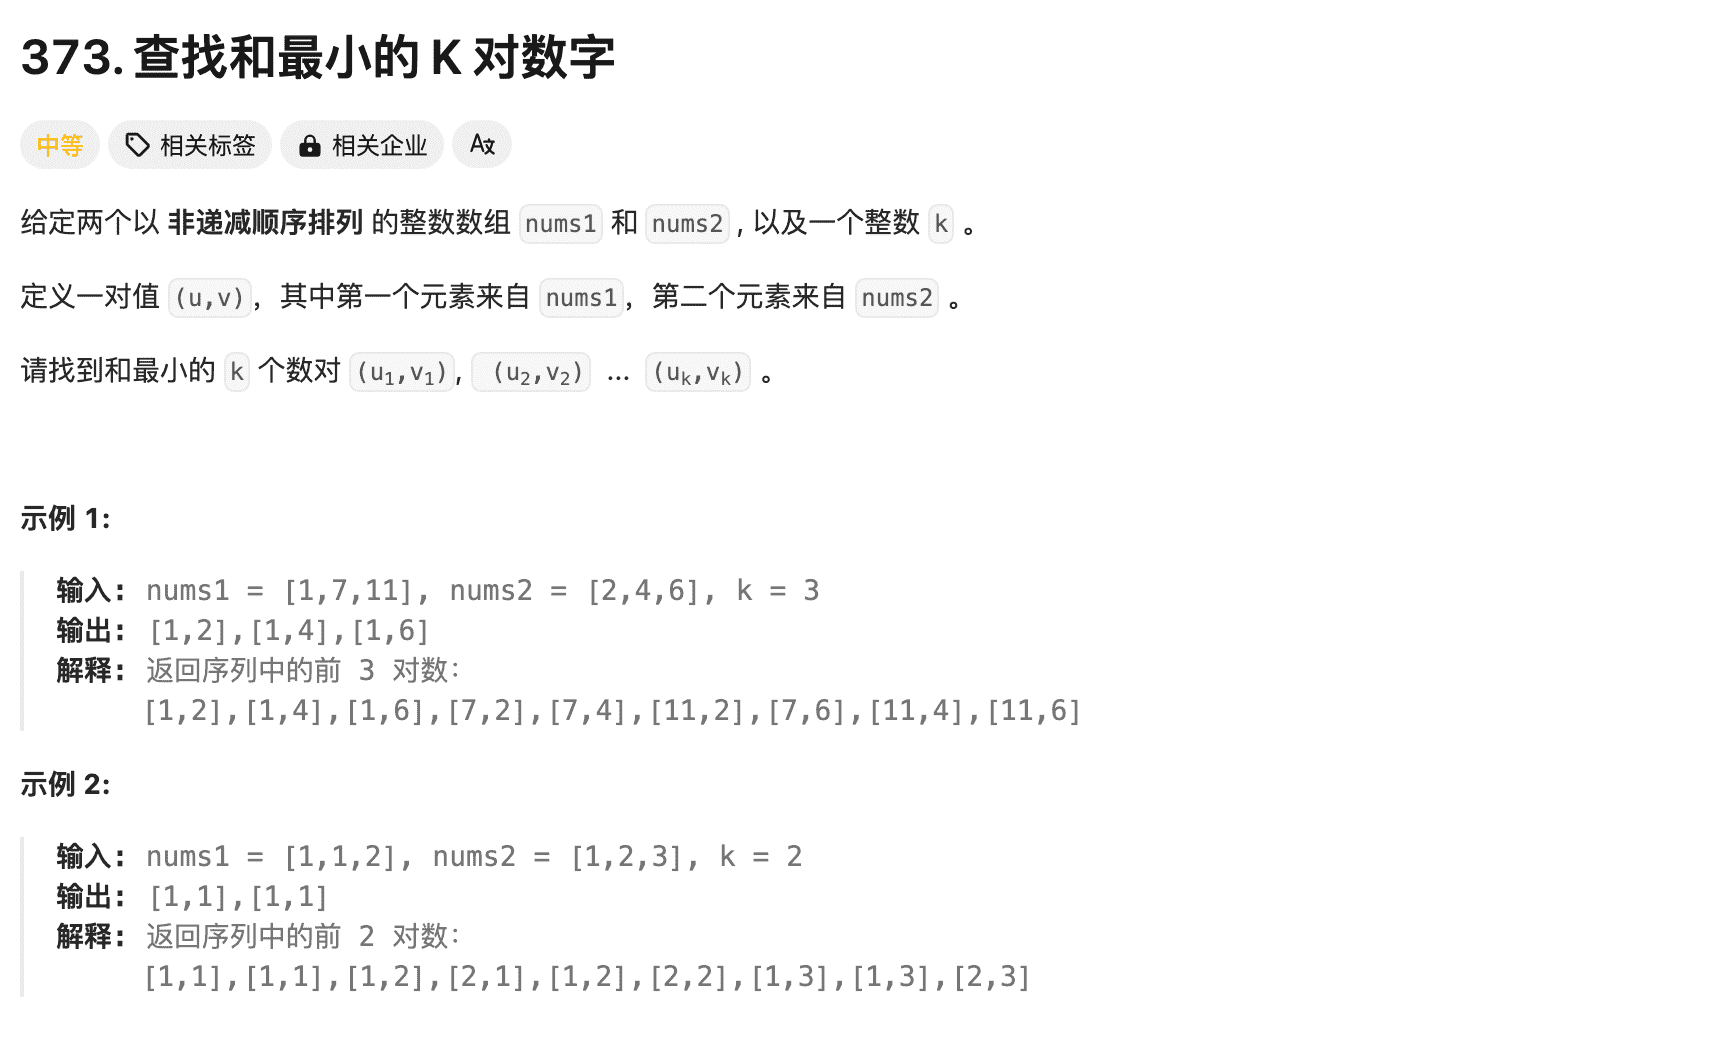 373. 查找和最小的 K 对数字
中等 相关标签 相关企业 Az
给定两个以 非递减顺序排列 的整数数组 nums1 和 nums2 , 以及一个整数 k 。
定义一对值 (u,v)，其中第一个元素来自 nums1，第二个元素来自 nums2 。
请找到和最小的 k 个数对 (u₁,v₁), (u₂,v₂) ... (uₖ,vₖ) 。
示例 1:
输入: nums1 = [1,7,11], nums2 = [2,4,6], k = 3
输出: [1,2],[1,4],[1,6]
解释: 返回序列中的前 3 对数：
[1,2],[1,4],[1,6],[7,2],[7,4],[11,2],[7,6],[11,4],[11,6]
示例 2:
输入: nums1 = [1,1,2], nums2 = [1,2,3], k = 2
输出: [1,1],[1,1]
解释: 返回序列中的前 2 对数：
[1,1],[1,1],[1,2],[2,1],[1,2],[2,2],[1,3],[1,3],[2,3]